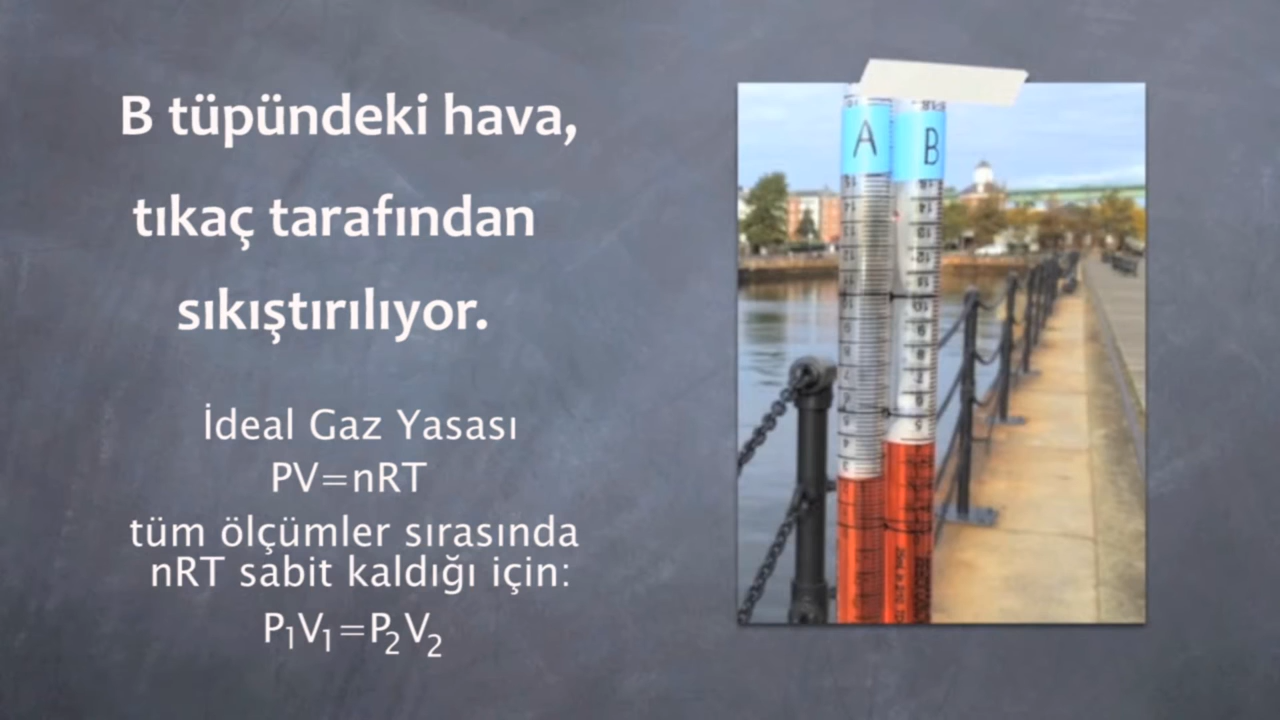 B tüpündeki hava,
tıkaç tarafından
sıkıştırılıyor.
İdeal Gaz Yasası
PV=nRT
tüm ölçümler sırasında
nRT sabit kaldığı için:
P₁V₁=P₂V₂
A
B